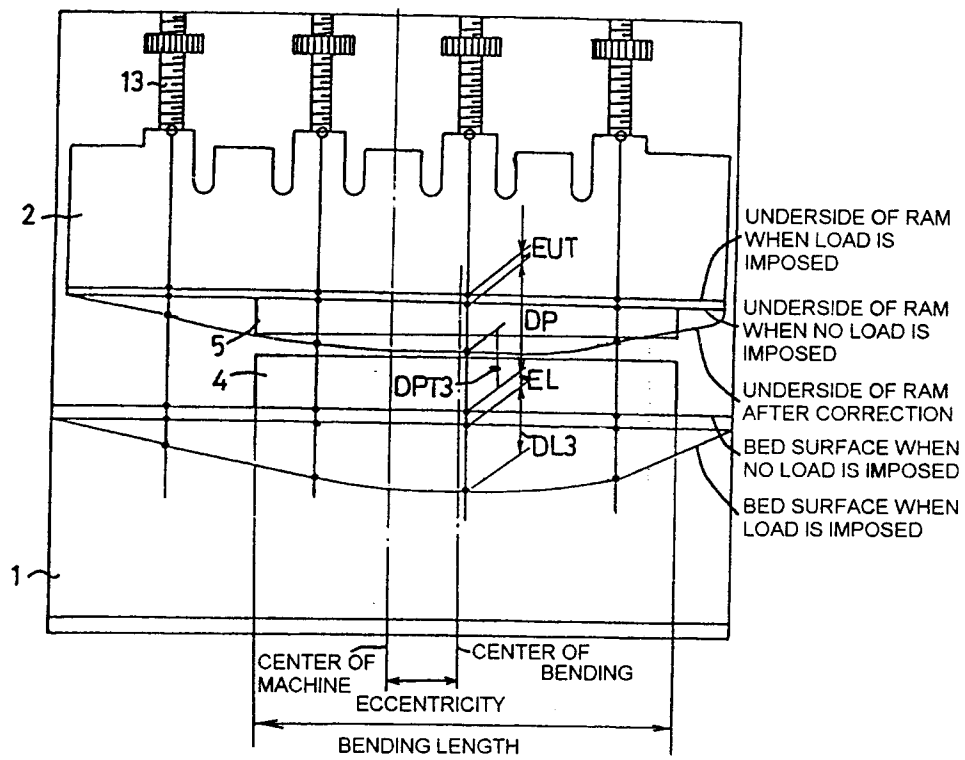 13
2
EUT
UNDERSIDE OF RAM
WHEN LOAD IS
IMPOSED
DP
UNDERSIDE OF RAM
WHEN NO LOAD IS
IMPOSED
5
4
DPT3
EL
UNDERSIDE OF RAM
AFTER CORRECTION
DL3
BED SURFACE WHEN
NO LOAD IS IMPOSED
BED SURFACE WHEN
LOAD IS IMPOSED
1
CENTER OF
MACHINE
CENTER OF
BENDING
ECCENTRICITY
BENDING LENGTH